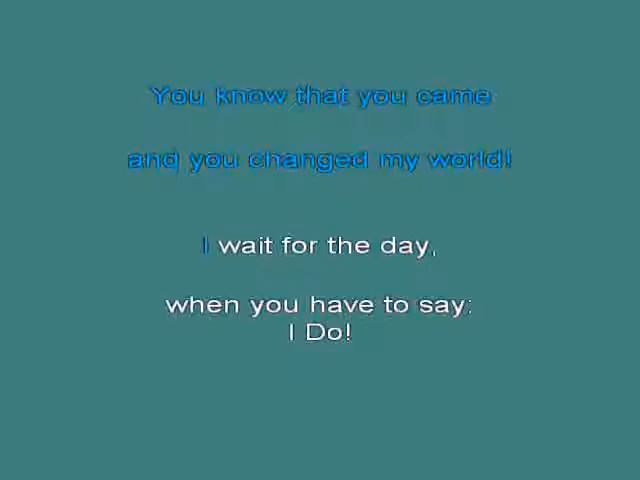 You know that you came
and you changed my world!
I wait for the day,
when you have to say:
I Do!